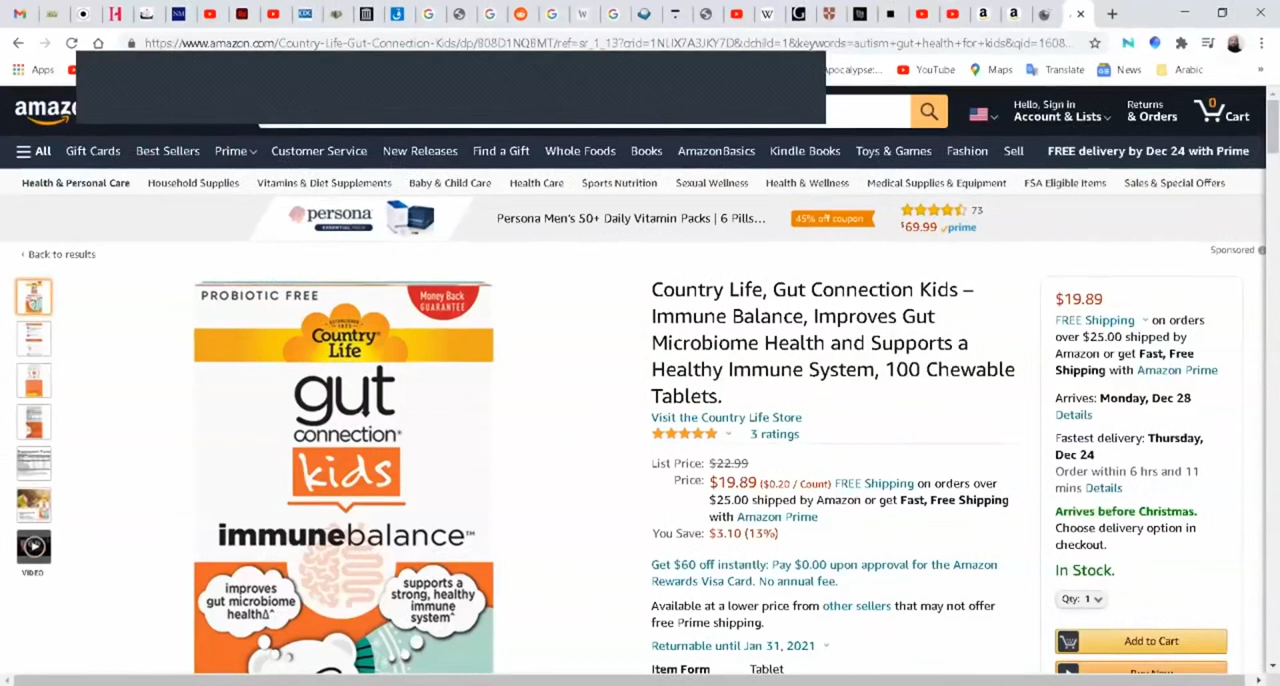 https://www.amazon.com/Country-Life-Gut-Connection-Kids/dp/B08D1NQBMT/ref=sr_1_13?crid=1NLIX7A3JKY7D&dchild=1&keywords=autism+gut+health+for+kids&qid=1608...
Apps
Apocalypse:...
YouTube
Maps
Translate
News
Arabic
»
amaz
Hello, Sign in
Account & Lists
Returns
& Orders
0
Cart
All
Gift Cards
Best Sellers
Prime
Customer Service
New Releases
Find a Gift
Whole Foods
Books
AmazonBasics
Kindle Books
Toys & Games
Fashion
Sell
FREE delivery by Dec 24 with Prime
Health & Personal Care
Household Supplies
Vitamins & Diet Supplements
Baby & Child Care
Health Care
Sports Nutrition
Sexual Wellness
Health & Wellness
Medical Supplies & Equipment
FSA Eligible Items
Sales & Special Offers
persona
Persona Men's 50+ Daily Vitamin Packs | 6 Pills...
45% off coupon
73
$69.99 prime
‹ Back to results
Sponsored
VIDEO
PROBIOTIC FREE
Money Back
GUARANTEE
Country
Life
gut
connection®
kids
immunebalance™
improves
gut microbiome
healthΔ^
supports a
strong, healthy
immune
system^
Country Life, Gut Connection Kids –
Immune Balance, Improves Gut
Microbiome Health and Supports a
Healthy Immune System, 100 Chewable
Tablets.
Visit the Country Life Store
3 ratings
List Price: $22.99
Price: $19.89 ($0.20 / Count) FREE Shipping on orders over
$25.00 shipped by Amazon or get Fast, Free Shipping
with Amazon Prime
You Save: $3.10 (13%)
Get $60 off instantly: Pay $0.00 upon approval for the Amazon
Rewards Visa Card. No annual fee.
Available at a lower price from other sellers that may not offer
free Prime shipping.
Returnable until Jan 31, 2021
Item Form Tablet
$19.89
FREE Shipping on orders
over $25.00 shipped by
Amazon or get Fast, Free
Shipping with Amazon Prime
Arrives: Monday, Dec 28
Details
Fastest delivery: Thursday,
Dec 24
Order within 6 hrs and 11
mins Details
Arrives before Christmas.
Choose delivery option in
checkout.
In Stock.
Qty: 1
Add to Cart
Buy Now